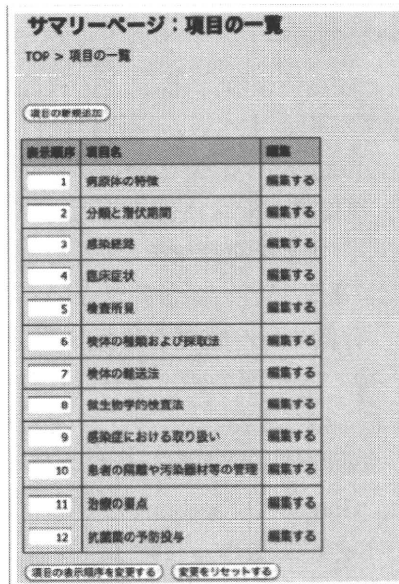 サマリーページ：項目の一覧
TOP > 項目の一覧
項目の新規追加
表示順序 項目名 編集
1 病原体の特徴 編集する
2 分類と潜伏期間 編集する
3 感染経路 編集する
4 臨床症状 編集する
5 検査所見 編集する
6 検体の種類および採取法 編集する
7 検体の輸送法 編集する
8 微生物学的検査法 編集する
9 感染症における取り扱い 編集する
10 患者の隔離や汚染器材等の管理 編集する
11 治療の要点 編集する
12 抗菌薬の予防投与 編集する
項目の表示順序を変更する 変更をリセットする